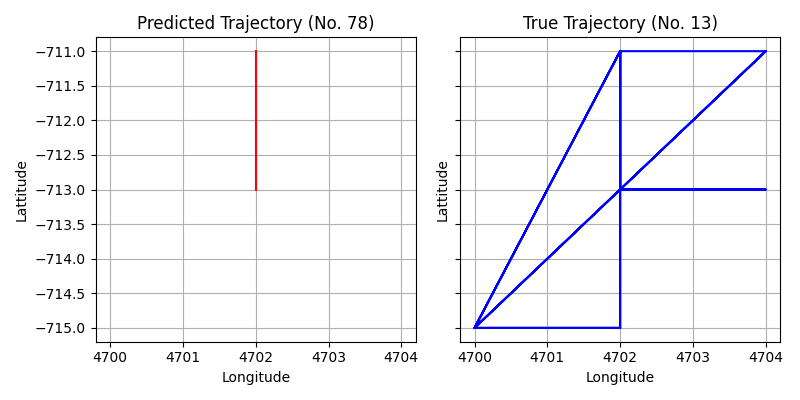 Predicted Trajectory (No. 78)
True Trajectory (No. 13)
Lattitude
−711.0
−711.5
−712.0
−712.5
−713.0
−713.5
−714.0
−714.5
−715.0
4700 4701 4702 4703 4704
Longitude
Lattitude
4700 4701 4702 4703 4704
Longitude